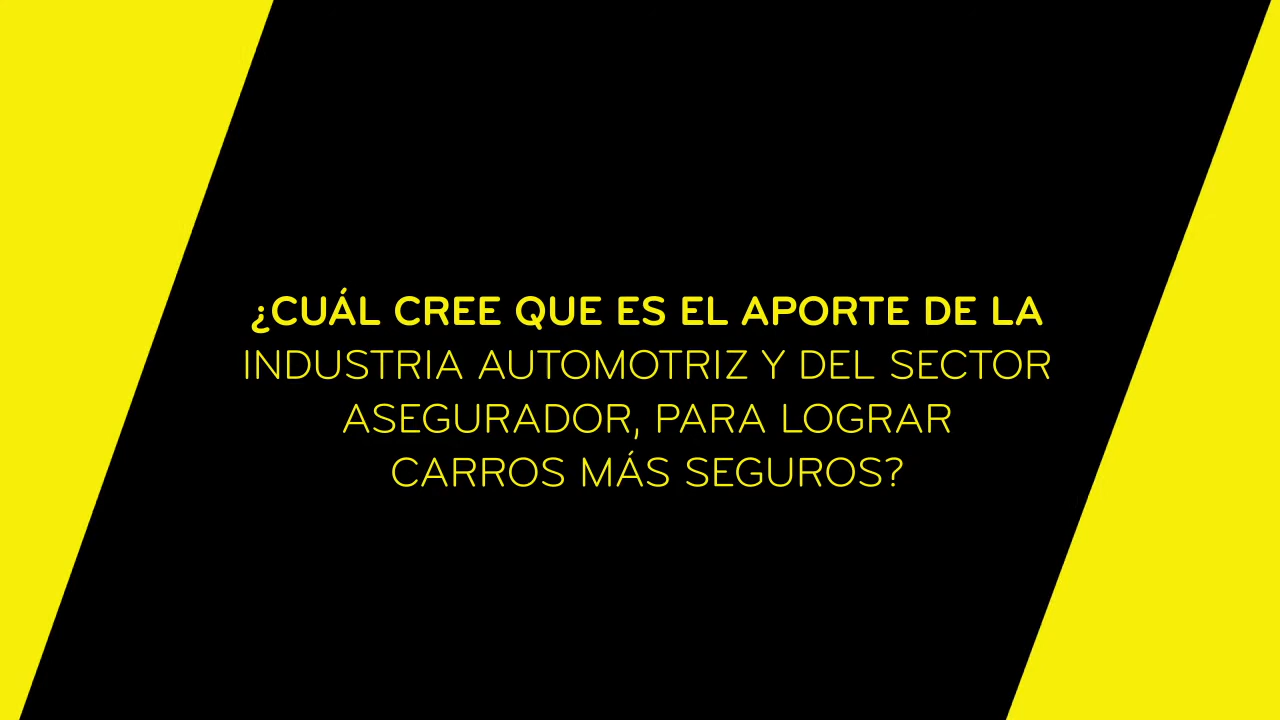 ¿CUÁL CREE QUE ES EL APORTE DE LA
INDUSTRIA AUTOMOTRIZ Y DEL SECTOR
ASEGURADOR, PARA LOGRAR
CARROS MÁS SEGUROS?